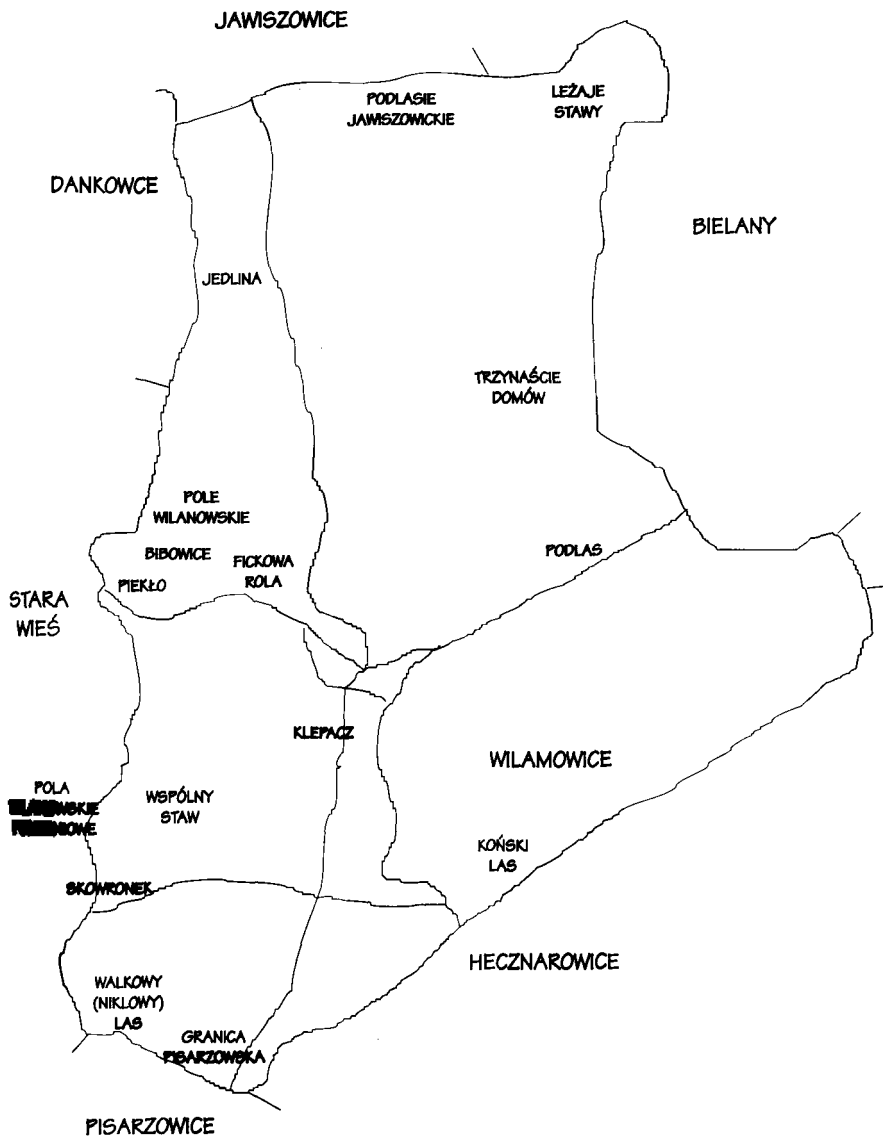 JAWISZOWICE
PODLASIE
JAWISZOWICKIE
LEŻAJE
STAWY
DANKOWCE
BIELANY
JEDLINA
TRZYNAŚCIE
DOMÓW
POLE
WILANOWSKIE
BIBOWICE
FICKOWA
ROLA
PIEKŁO
PODLAS
STARA
WIEŚ
KLEPACZ
WILAMOWICE
POLA
WSPÓLNY
STAW
KOŃSKI
LAS
SKOWRONEK
HECZNAROWICE
WALKOWY
(NIKLOWY)
LAS
GRANICA
PISARZOWSKA
PISARZOWICE